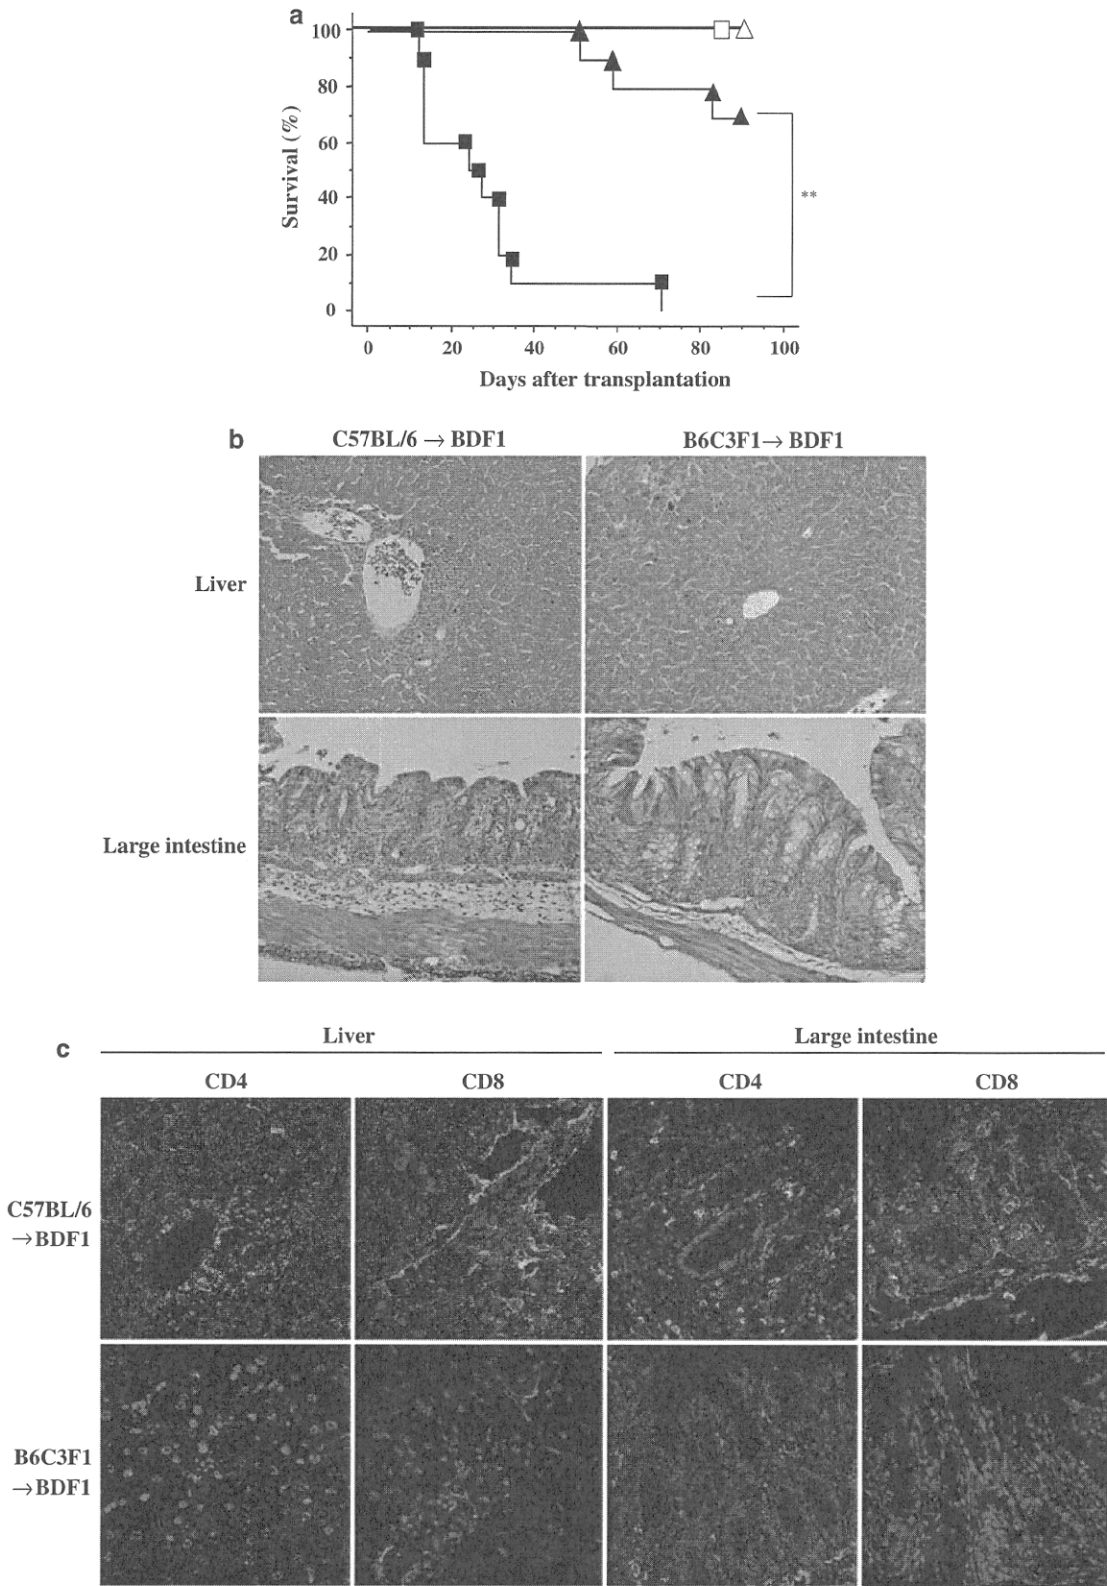 a
100
80
60
40
20
0
Survival (%)
**
0 20 40 60 80 100
Days after transplantation
b
C57BL/6 → BDF1 B6C3F1→ BDF1
Liver
Large intestine
c
Liver Large intestine
CD4 CD8 CD4 CD8
C57BL/6
→BDF1
B6C3F1
→BDF1